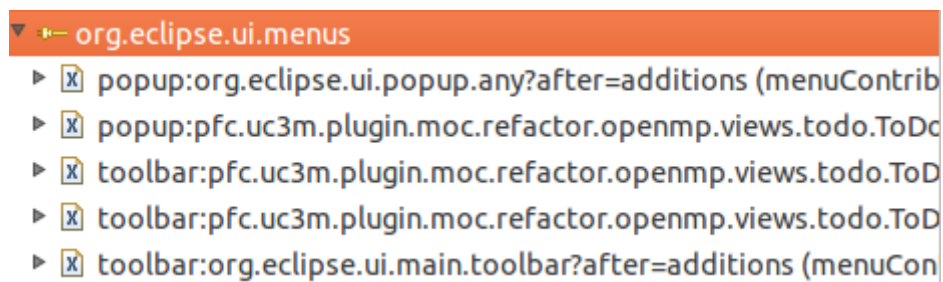 org.eclipse.ui.menus
popup:org.eclipse.ui.popup.any?after=additions (menuContrib
popup:pfc.uc3m.plugin.moc.refactor.openmp.views.todo.ToDo
toolbar:pfc.uc3m.plugin.moc.refactor.openmp.views.todo.ToD
toolbar:pfc.uc3m.plugin.moc.refactor.openmp.views.todo.ToD
toolbar:org.eclipse.ui.main.toolbar?after=additions (menuCon